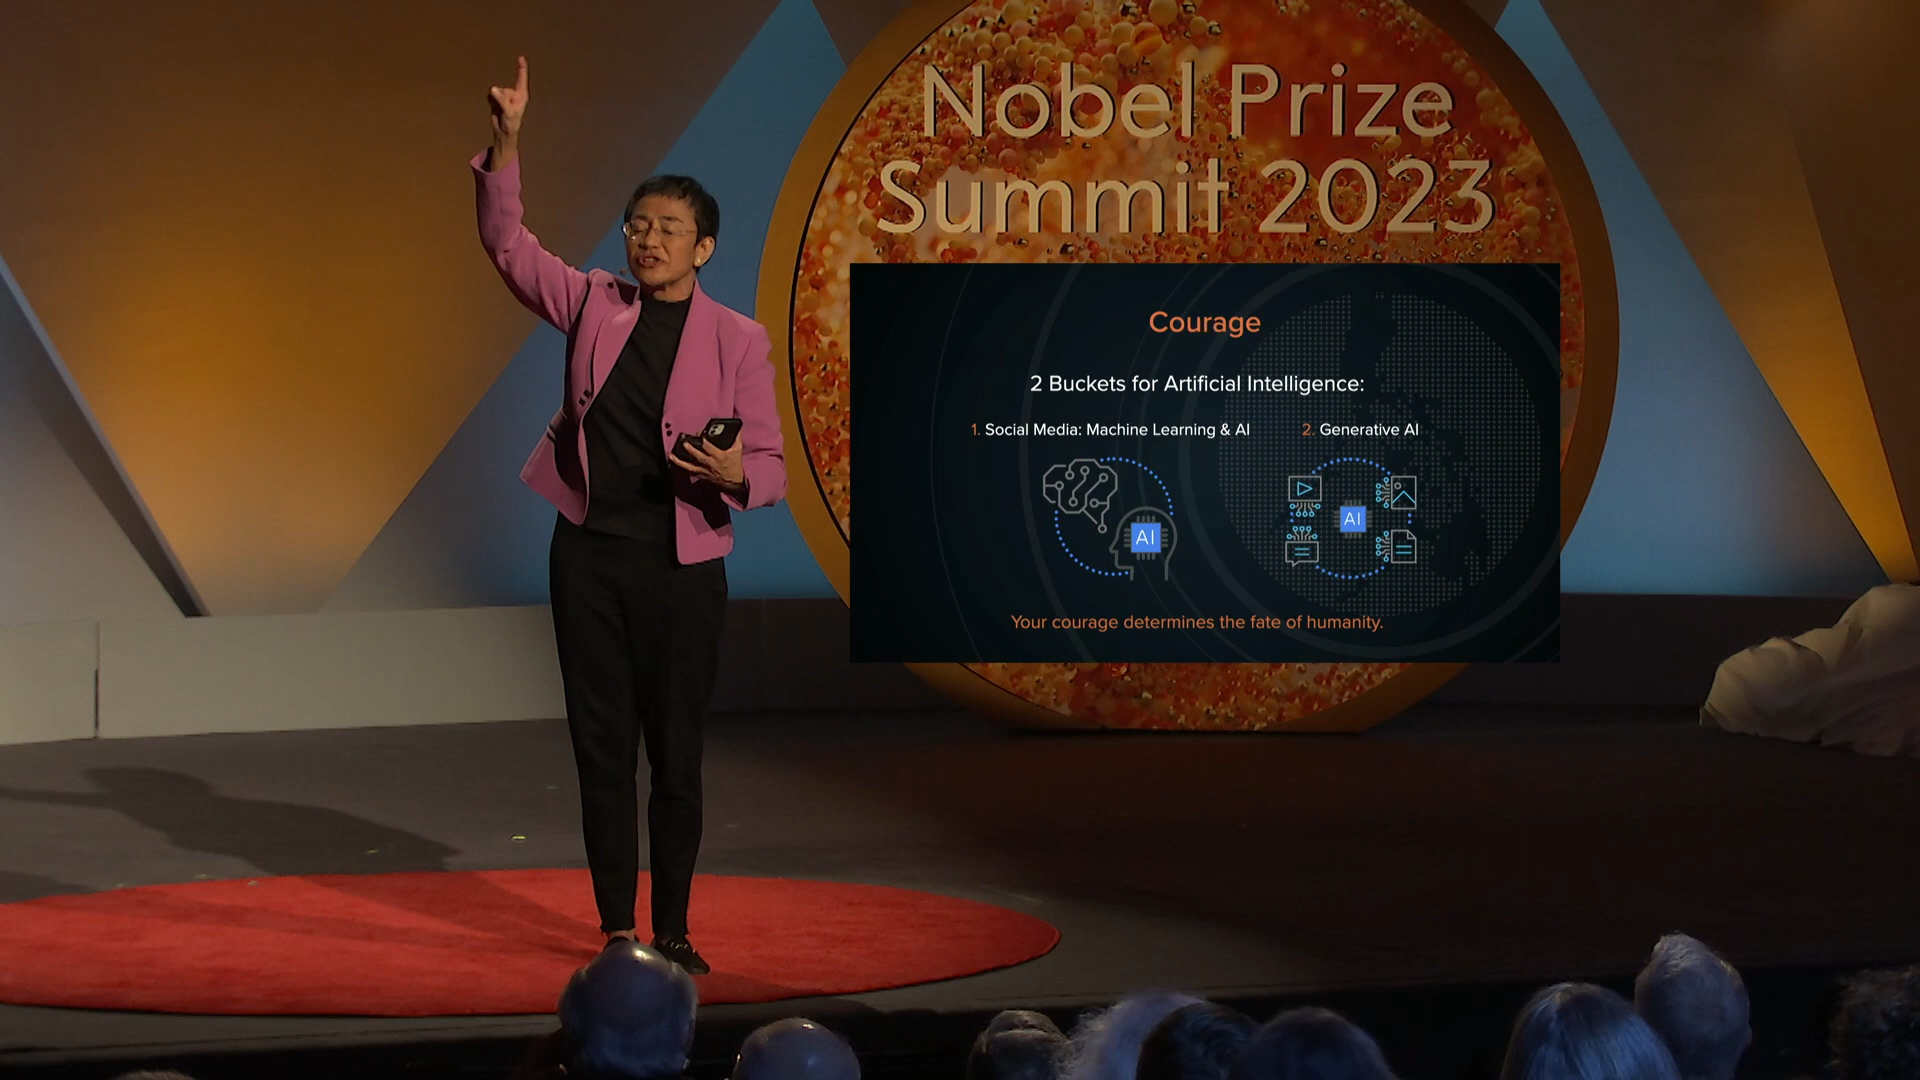 Nobel Prize
Summit 2023
Courage
2 Buckets for Artificial Intelligence:
1. Social Media: Machine Learning & AI
2. Generative AI
AI
AI
Your courage determines the fate of humanity.